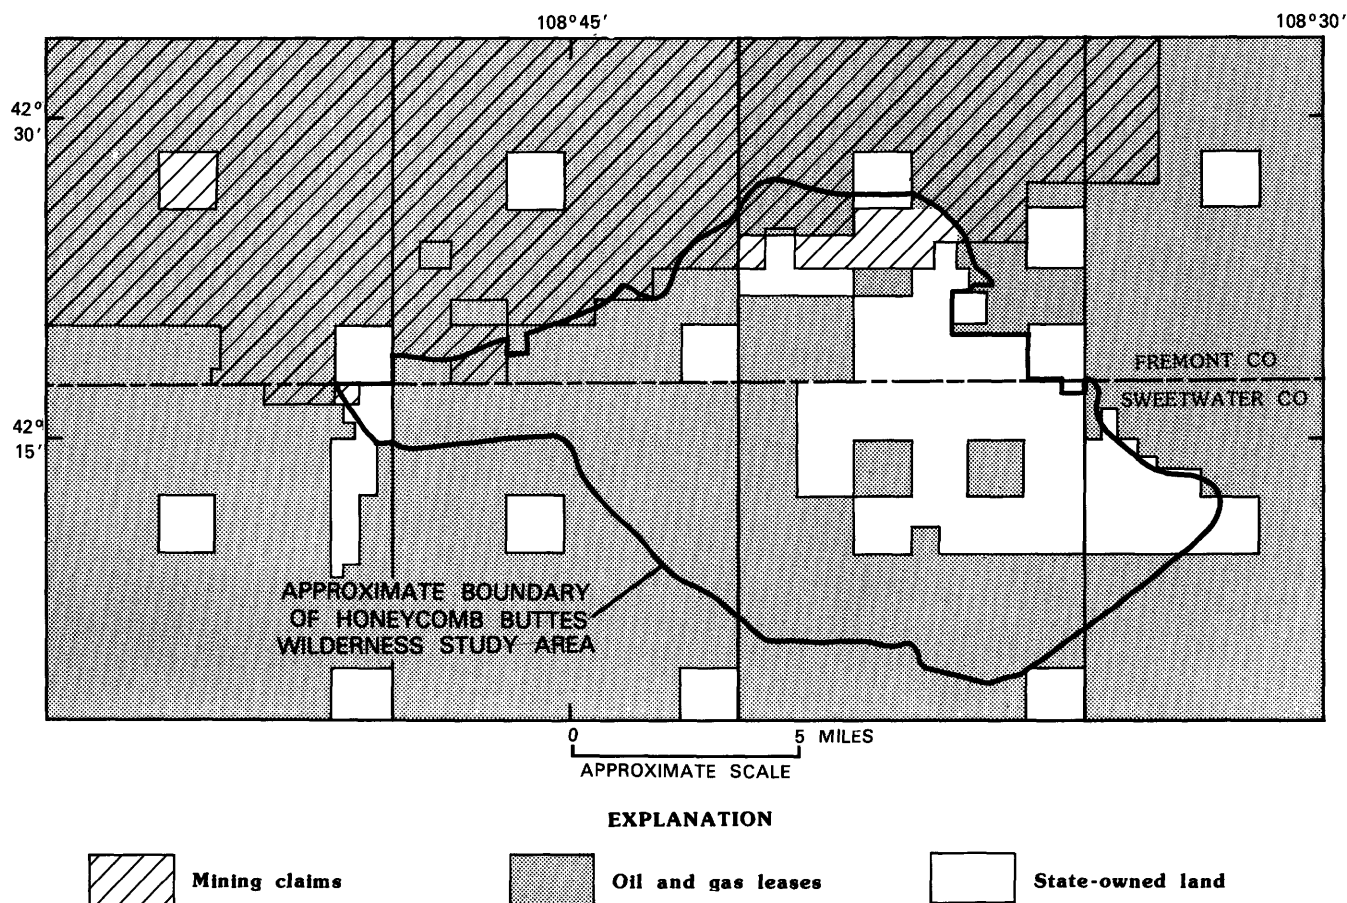 108°45'
108°30'
42°
30'
FREMONT CO
SWEETWATER CO
42°
15'
APPROXIMATE BOUNDARY
OF HONEYCOMB BUTTES
WILDERNESS STUDY AREA
0 5 MILES
APPROXIMATE SCALE
EXPLANATION
Mining claims
Oil and gas leases
State-owned land